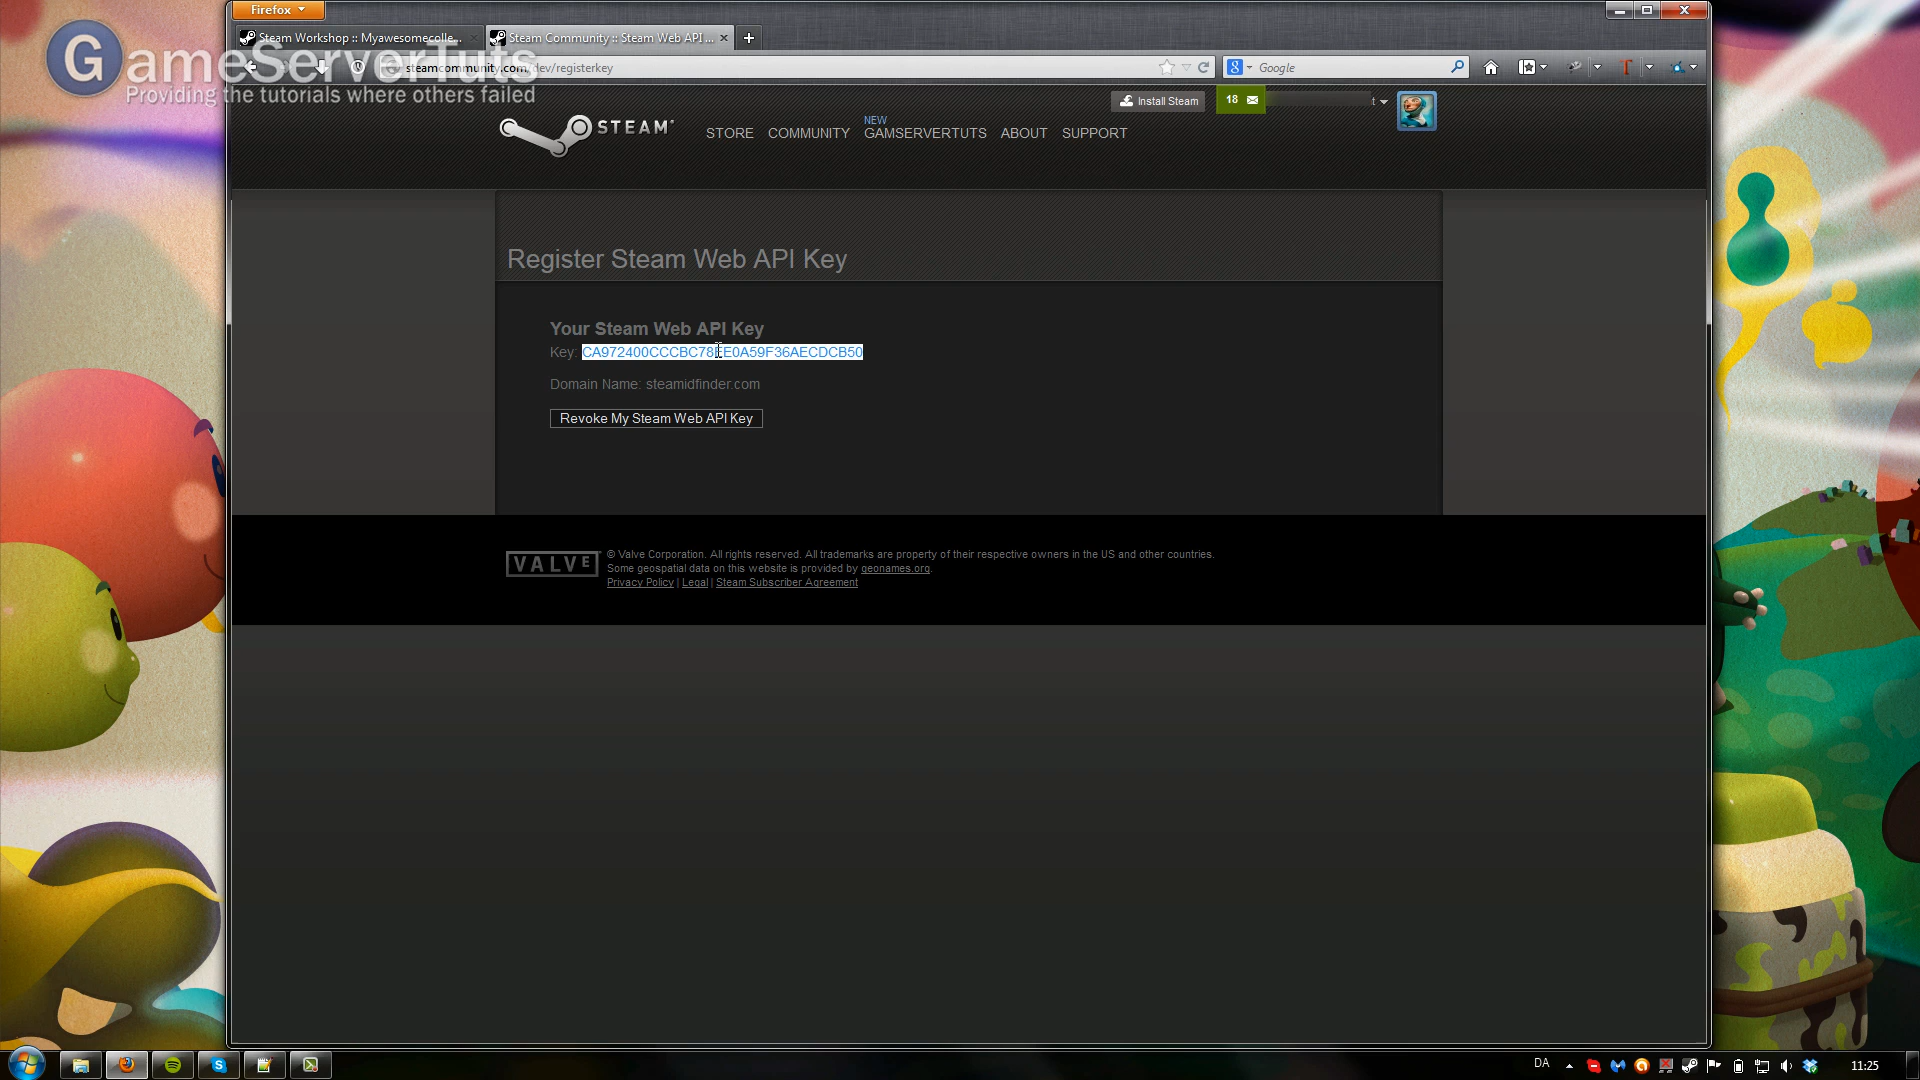 Firefox
Steam Workshop :: Myawesomecolle...
Steam Community :: Steam Web API ...
GameServerTuts
Providing the tutorials where others failed
steamcommunity.com/dev/registerkey
Google
Install Steam
18
STEAM
NEW
STORE COMMUNITY GAMSERVERTUTS ABOUT SUPPORT
Register Steam Web API Key
Your Steam Web API Key
Key:
Domain Name: steamidfinder.com
Revoke My Steam Web API Key
VALVE
© Valve Corporation. All rights reserved. All trademarks are property of their respective owners in the US and other countries.
Some geospatial data on this website is provided by geonames.org.
Privacy Policy | Legal | Steam Subscriber Agreement
DA
11:25